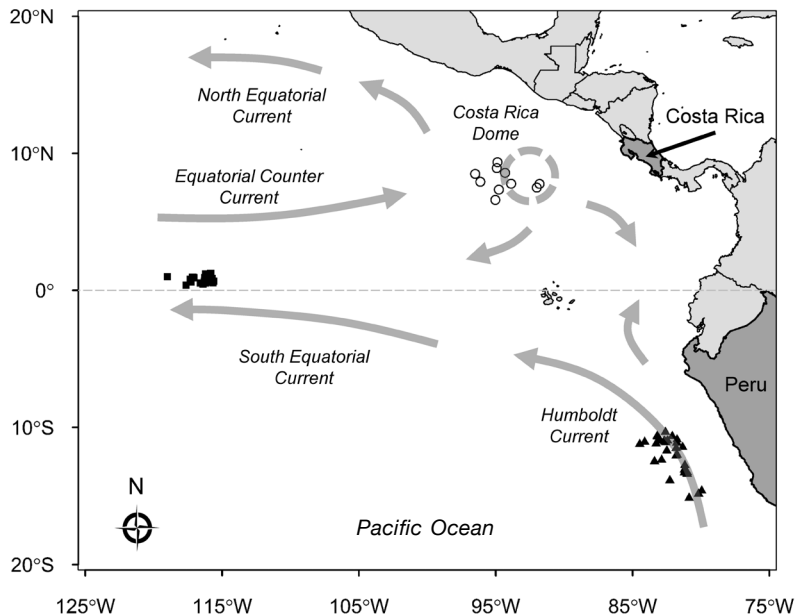 20°N
North Equatorial
Current
Costa Rica
Dome
Costa Rica
10°N
Equatorial Counter
Current
0°
South Equatorial
Current
Peru
Humboldt
Current
10°S
N
Pacific Ocean
20°S
125°W
115°W
105°W
95°W
85°W
75°W